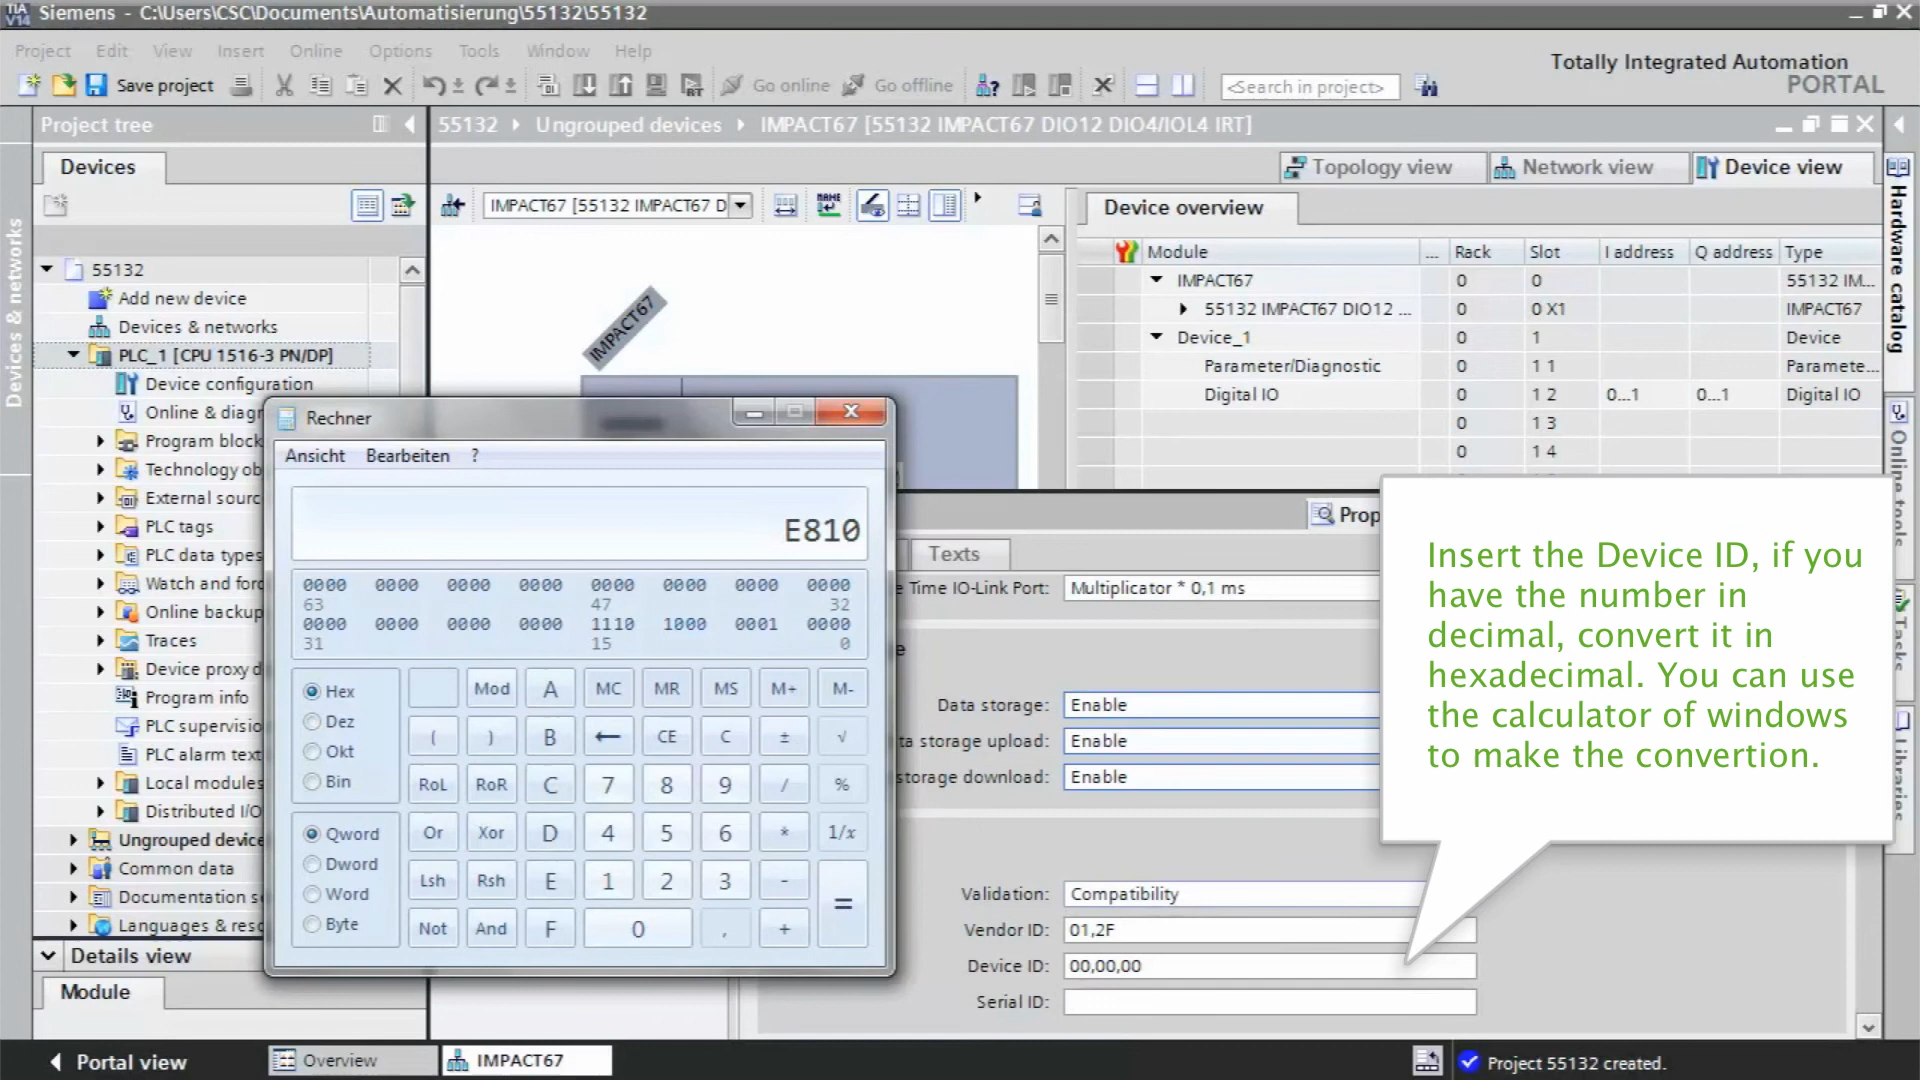 TIA V14 Siemens - C:\Users\CSC\Documents\Automatisierung\55132\55132
Project Edit View Insert Online Options Tools Window Help
Totally Integrated Automation
PORTAL
Save project Go online Go offline <Search in project>
Project tree
55132 Ungrouped devices IMPACT67 [55132 IMPACT67 DIO12 DIO4/IOL4 IRT]
Devices
Topology view Network view Device view
IMPACT67 [55132 IMPACT67 D
Devices & networks
55132
Add new device
Devices & networks
PLC_1 [CPU 1516-3 PN/DP]
Device configuration
Online & diagr
Program block
Technology ob
External sourc
PLC tags
PLC data types
Watch and forc
Online backup
Traces
Device proxy d
Program info
PLC supervisio
PLC alarm text
Local modules
Distributed I/O
Ungrouped device
Common data
Documentation s
Languages & reso
Details view
Module
IMPACT67
Device overview
Module ... Rack Slot I address Q address Type
IMPACT67 0 0 55132 IM...
55132 IMPACT67 DIO12 ... 0 0 X1 IMPACT67
Device_1 0 1 Device
Parameter/Diagnostic 0 1 1 Paramete...
Digital IO 0 1 2 0...1 0...1 Digital IO
0 1 3
0 1 4
Hardware catalog
Online tools
Tasks
Libraries
Rechner
Ansicht Bearbeiten ?
E810
0000 0000 0000 0000 0000 0000 0000 0000
63 47 32
0000 0000 0000 0000 1110 1000 0001 0000
31 15 0
Hex
Dez
Okt
Bin
Qword
Dword
Word
Byte
Mod A MC MR MS M+ M-
( ) B ← CE C ± √
RoL RoR C 7 8 9 / %
Or Xor D 4 5 6 * 1/x
Lsh Rsh E 1 2 3 - =
Not And F 0 , +
Prop
Texts
e Time IO-Link Port: Multiplicator * 0,1 ms
e
Data storage: Enable
ta storage upload: Enable
storage download: Enable
Validation: Compatibility
Vendor ID: 01,2F
Device ID: 00,00,00
Serial ID:
Insert the Device ID, if you
have the number in
decimal, convert it in
hexadecimal. You can use
the calculator of windows
to make the convertion.
Portal view Overview IMPACT67 Project 55132 created.